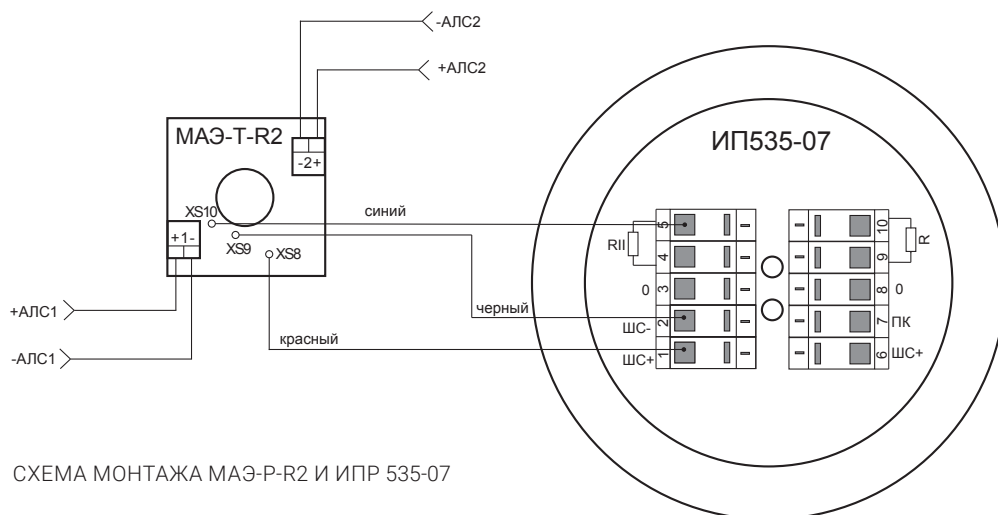 -АЛС2
+АЛС2
МАЭ-Т-R2
-2+
XS10
+1-
XS9
XS8
+АЛС1
-АЛС1
синий
черный
красный
ИП535-07
RII
5
4
0 3
ШС- 2
ШС+ 1
10 R
9
8 0
7 ПК
6 ШС+
СХЕМА МОНТАЖА МАЭ-Р-R2 И ИПР 535-07